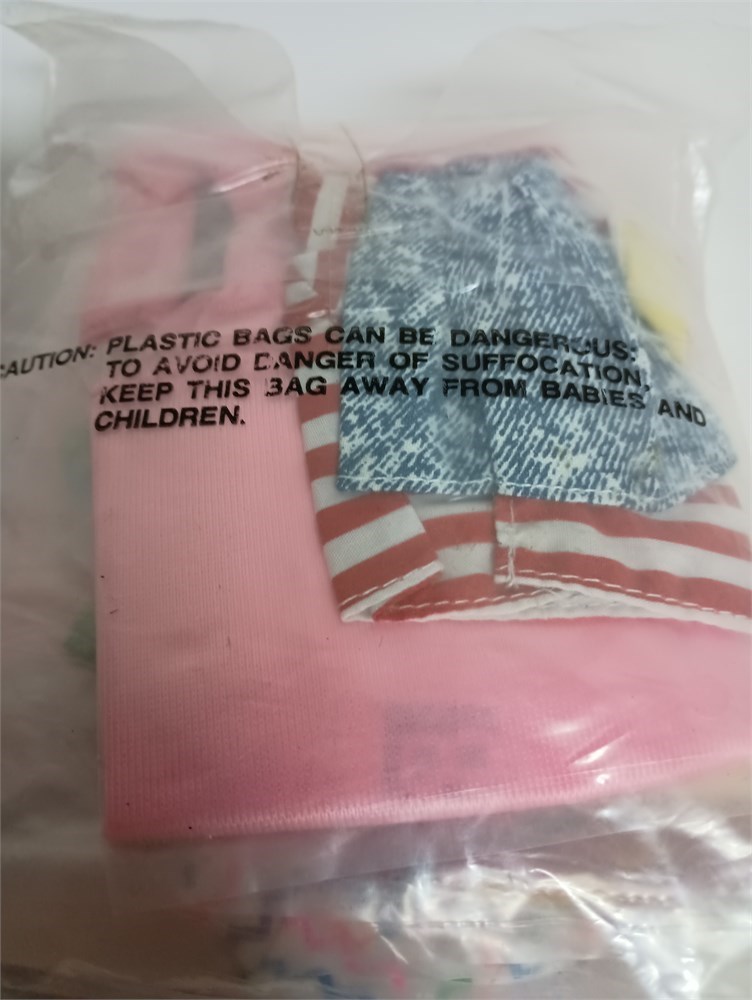 CAUTION: PLASTIC BAGS CAN BE DANGEROUS:
TO AVOID DANGER OF SUFFOCATION,
KEEP THIS BAG AWAY FROM BABIES AND
CHILDREN.